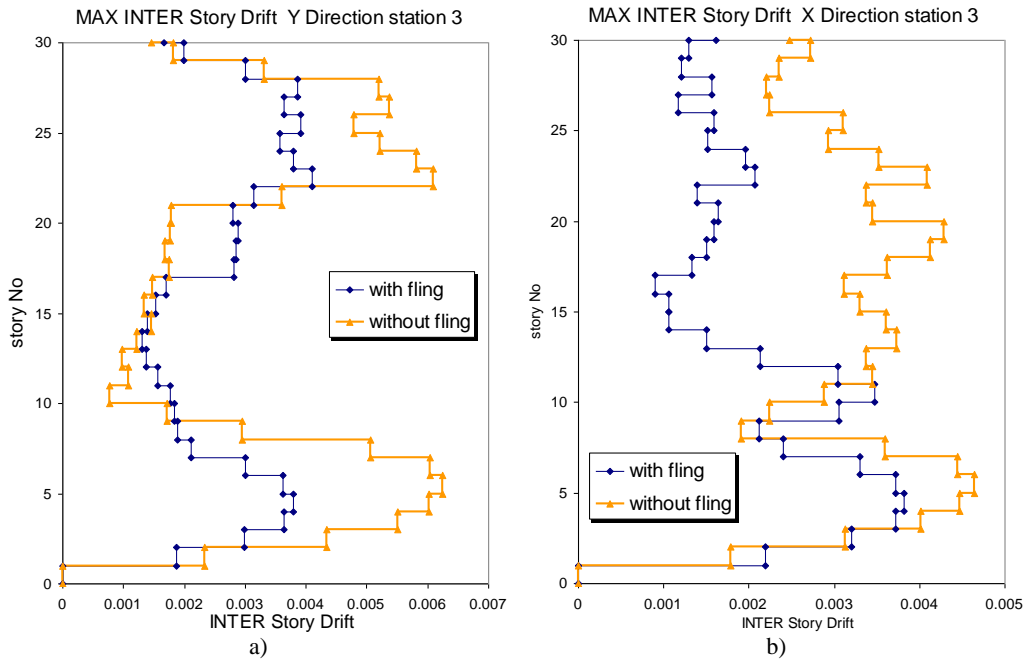 MAX INTER Story Drift Y Direction station 3
30
25
20
15
10
5
0
story No
with fling
without fling
0 0.001 0.002 0.003 0.004 0.005 0.006 0.007
INTER Story Drift
a)
MAX INTER Story Drift X Direction station 3
30
25
20
15
10
5
0
story No
with fling
without fling
0 0.001 0.002 0.003 0.004 0.005
INTER Story Drift
b)